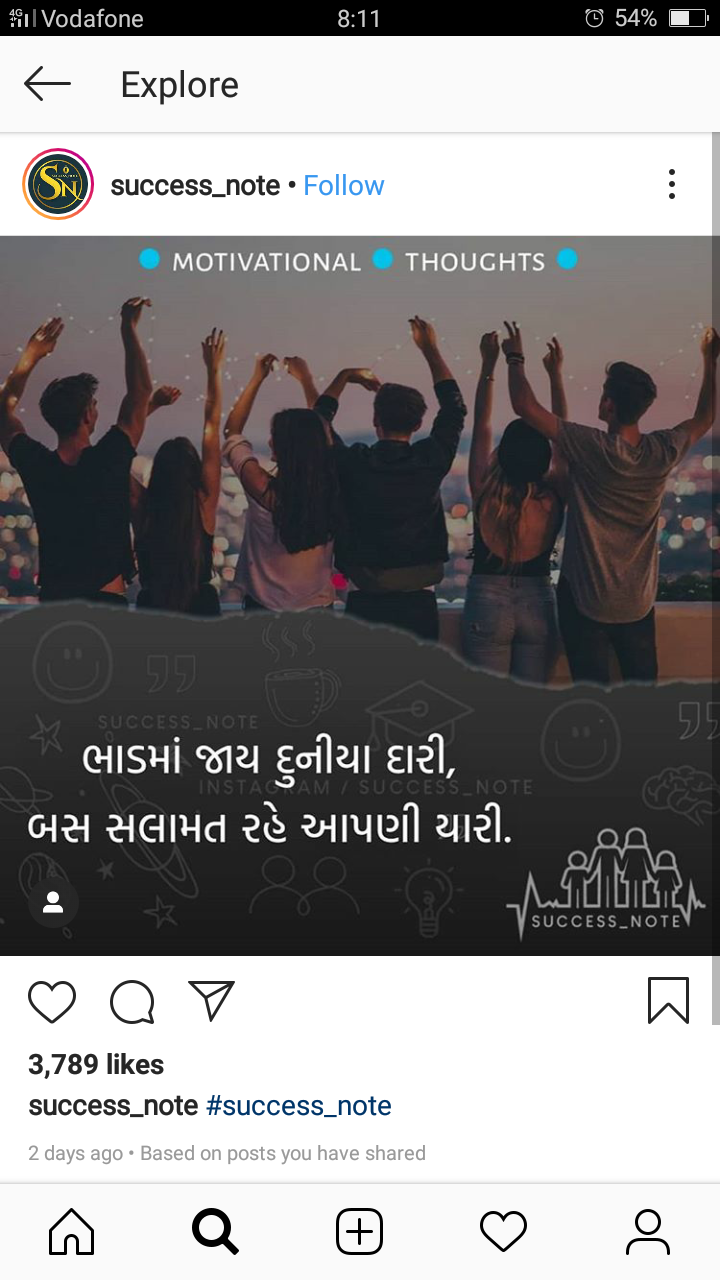 4G Vodafone 8:11 54%
Explore
SN
success_note • Follow
MOTIVATIONAL THOUGHTS
SUCCESS_NOTE
ભાડમાં જાય દુનીયા દારી,
INSTAGRAM / SUCCESS_NOTE
બસ સલામત રહે આપણી યારી.
SUCCESS_NOTE
3,789 likes
success_note #success_note
2 days ago • Based on posts you have shared